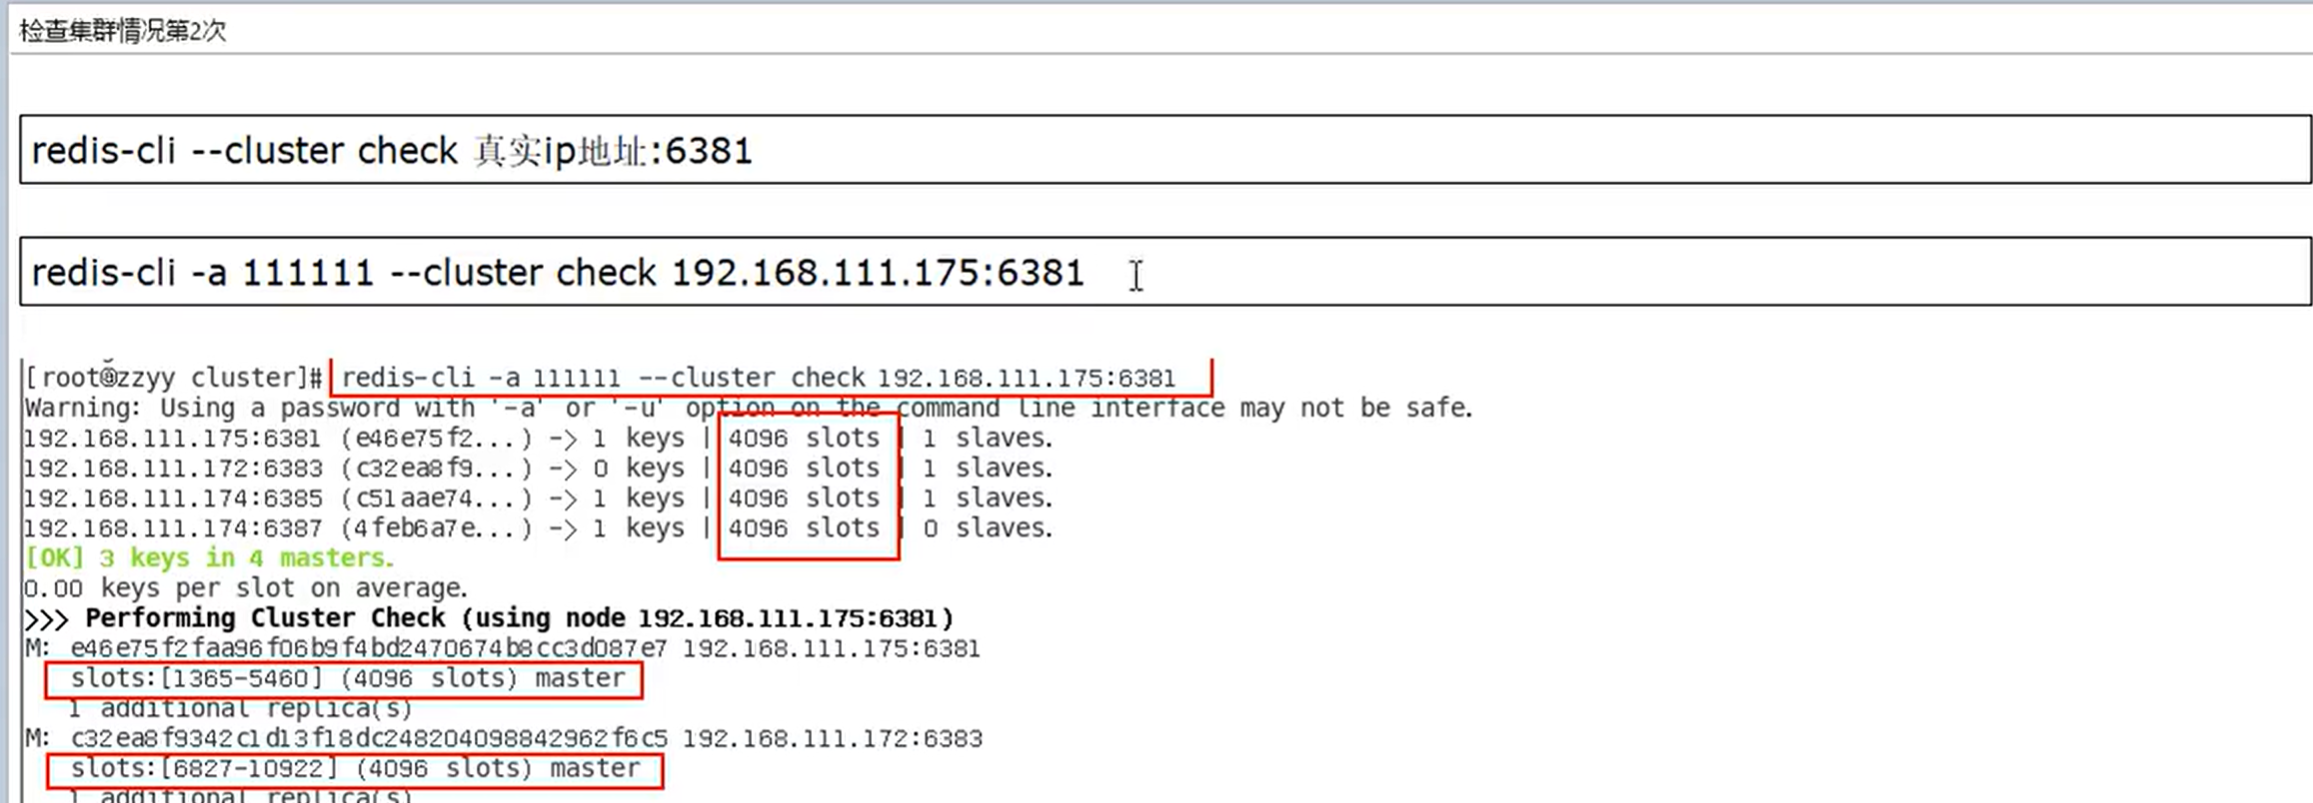 检查集群情况第2次
redis-cli --cluster check 真实ip地址:6381
redis-cli -a 111111 --cluster check 192.168.111.175:6381
[root@zzyy cluster]# redis-cli -a 111111 --cluster check 192.168.111.175:6381
Warning: Using a password with '-a' or '-u' option on the command line interface may not be safe.
192.168.111.175:6381 (e46e75f2...) -> 1 keys | 4096 slots | 1 slaves.
192.168.111.172:6383 (c32ea8f9...) -> 0 keys | 4096 slots | 1 slaves.
192.168.111.174:6385 (c51aae74...) -> 1 keys | 4096 slots | 1 slaves.
192.168.111.174:6387 (4feb6a7e...) -> 1 keys | 4096 slots | 0 slaves.
[OK] 3 keys in 4 masters.
0.00 keys per slot on average.
>>> Performing Cluster Check (using node 192.168.111.175:6381)
M: e46e75f2faa96f06b9f4bd2470674b8cc3d087e7 192.168.111.175:6381
slots:[1365-5460] (4096 slots) master
1 additional replica(s)
M: c32ea8f9342c1d13f18dc248204098842962f6c5 192.168.111.172:6383
slots:[6827-10922] (4096 slots) master
1 additional replica(s)